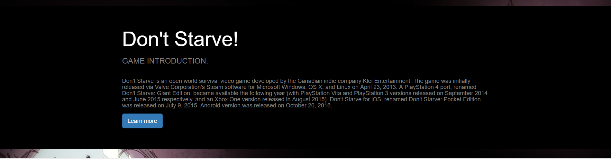 Don't Starve!
GAME INTRODUCTION.
Don't Starve is an open world survival video game developed by the Canadian indie company Klei Entertainment. The game was initially
released via Valve Corporation's Steam software for Microsoft Windows, OS X, and Linux on April 23, 2013. A PlayStation 4 port, renamed
Don't Starve: Giant Edition, became available the following year (with PlayStation Vita and PlayStation 3 versions released on September 2014
and June 2015 respectively, and an Xbox One version released in August 2015). Don't Starve for iOS, renamed Don't Starve: Pocket Edition
was released on July 9, 2015. Android version was released on October 20, 2016.
Learn more